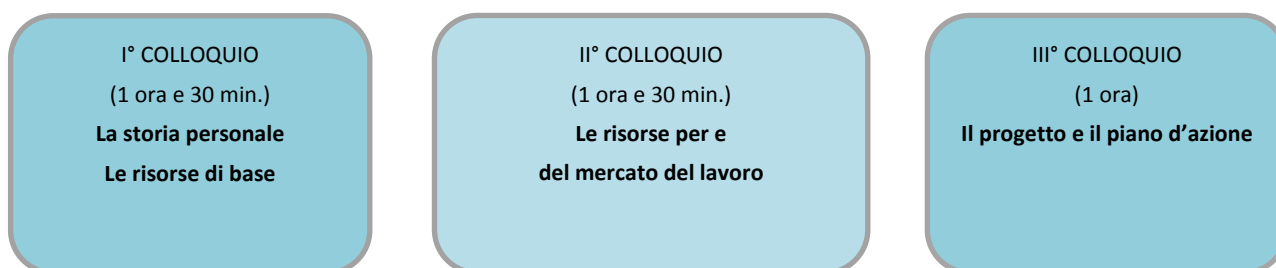 I° COLLOQUIO
(1 ora e 30 min.)
La storia personale
Le risorse di base
II° COLLOQUIO
(1 ora e 30 min.)
Le risorse per e
del mercato del lavoro
III° COLLOQUIO
(1 ora)
Il progetto e il piano d’azione